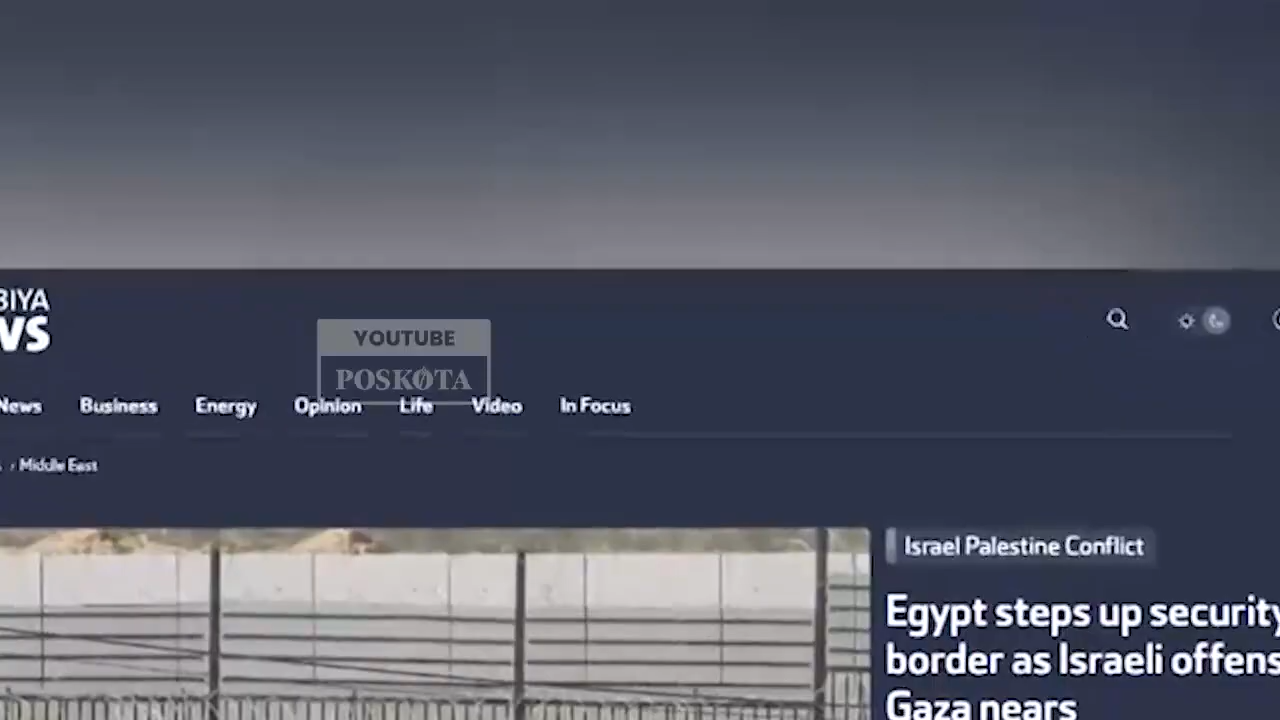 BIYA
WS
YOUTUBE
POSKOTA
News Business Energy Opinion Life Video In Focus
› Middle East
Israel Palestine Conflict
Egypt steps up security
border as Israeli offens
Gaza nears